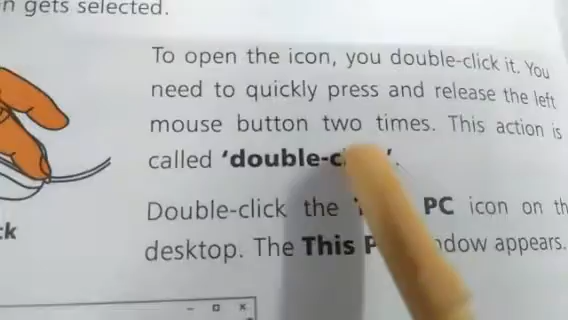 n gets selected.
To open the icon, you double-click it. You
need to quickly press and release the left
mouse button two times. This action is
called 'double-c '.
Double-click the PC icon on th
desktop. The This P ndow appears.
ck